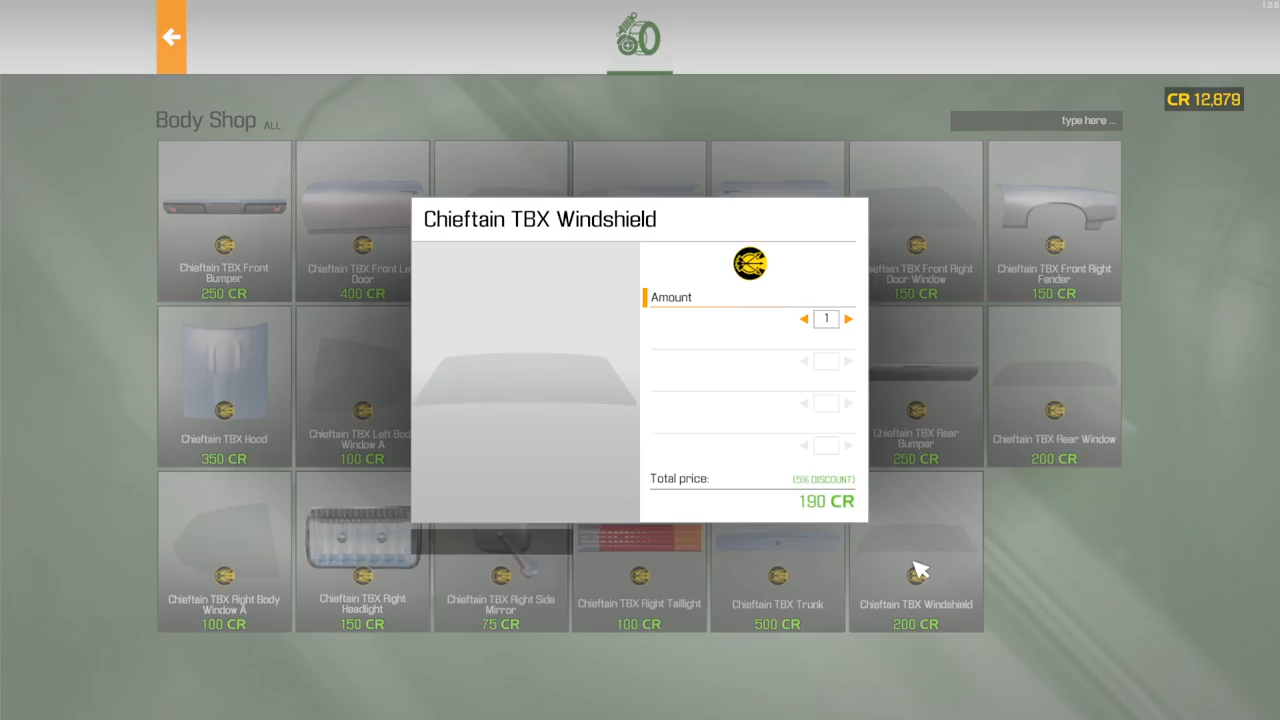 1.0.6
CR 12,879
Body Shop ALL
type here ...
Chieftain TBX Front
Bumper
250 CR
Chieftain TBX Front Le
Door
400 CR
eftain TBX Front Right
Door Window
150 CR
Chieftain TBX Front Right
Fender
150 CR
Chieftain TBX Windshield
Amount
1
Total price:
(5% DISCOUNT)
190 CR
Chieftain TBX Hood
350 CR
Chieftain TBX Left Bod
Window A
100 CR
Chieftain TBX Rear
Bumper
250 CR
Chieftain TBX Rear Window
200 CR
Chieftain TBX Right Body
Window A
100 CR
Chieftain TBX Right
Headlight
150 CR
Chieftain TBX Right Side
Mirror
75 CR
Chieftain TBX Right Taillight
100 CR
Chieftain TBX Trunk
500 CR
Chieftain TBX Windshield
200 CR